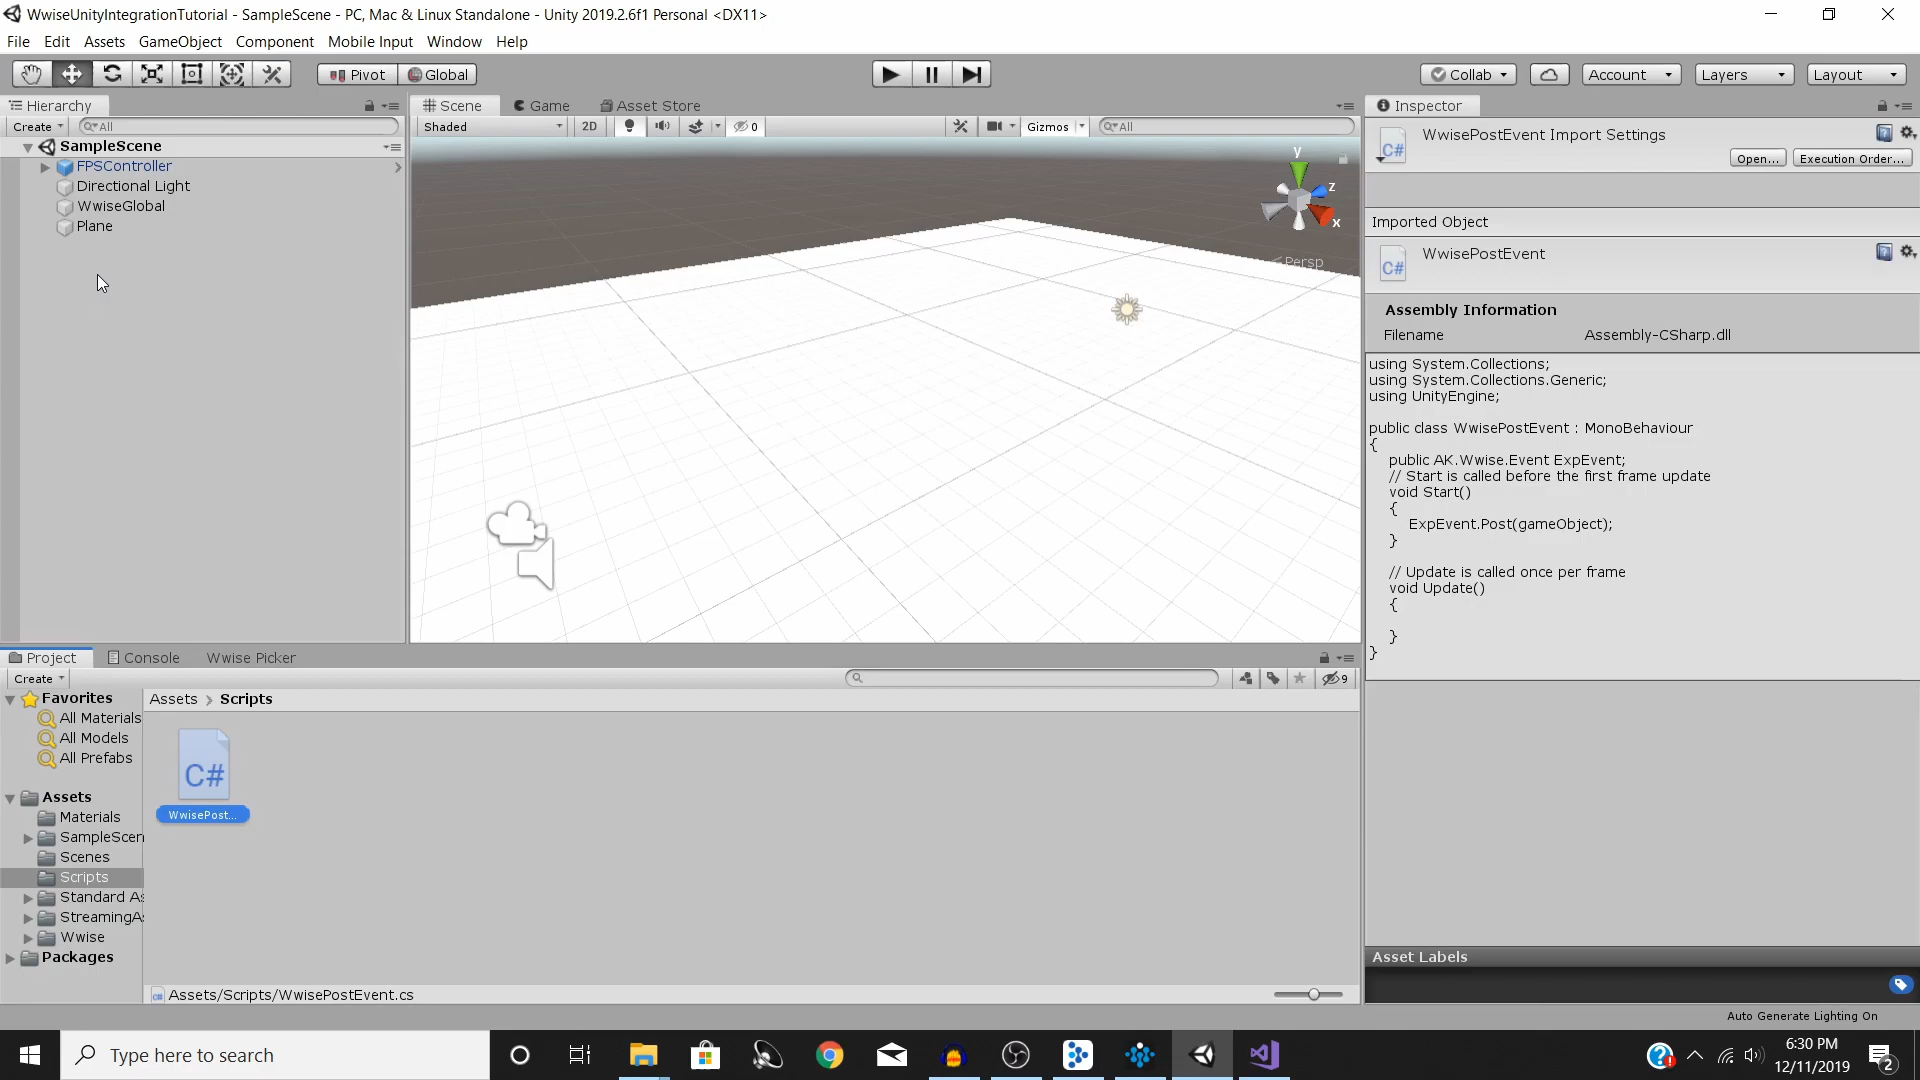 WwiseUnityIntegrationTutorial - SampleScene - PC, Mac & Linux Standalone - Unity 2019.2.6f1 Personal <DX11>
File Edit Assets GameObject Component Mobile Input Window Help
Pivot Global Collab Account Layers Layout
Hierarchy
Create All
SampleScene
FPSController
Directional Light
WwiseGlobal
Plane
Scene Game Asset Store
Shaded 2D 0 Gizmos All
y
z
x
Persp
Inspector
C# WwisePostEvent Import Settings
Open... Execution Order...
Imported Object
C# WwisePostEvent
Assembly Information
Filename Assembly-CSharp.dll
using System.Collections;
using System.Collections.Generic;
using UnityEngine;
public class WwisePostEvent : MonoBehaviour
{
public AK.Wwise.Event ExpEvent;
// Start is called before the first frame update
void Start()
{
ExpEvent.Post(gameObject);
}
// Update is called once per frame
void Update()
{
}
}
Asset Labels
Project Console Wwise Picker
Create 9
Favorites
All Materials
All Models
All Prefabs
Assets
Materials
SampleScen
Scenes
Scripts
Standard As
StreamingAs
Wwise
Packages
Assets > Scripts
C#
WwisePost...
Assets/Scripts/WwisePostEvent.cs
Auto Generate Lighting On
Type here to search
6:30 PM
12/11/2019
2